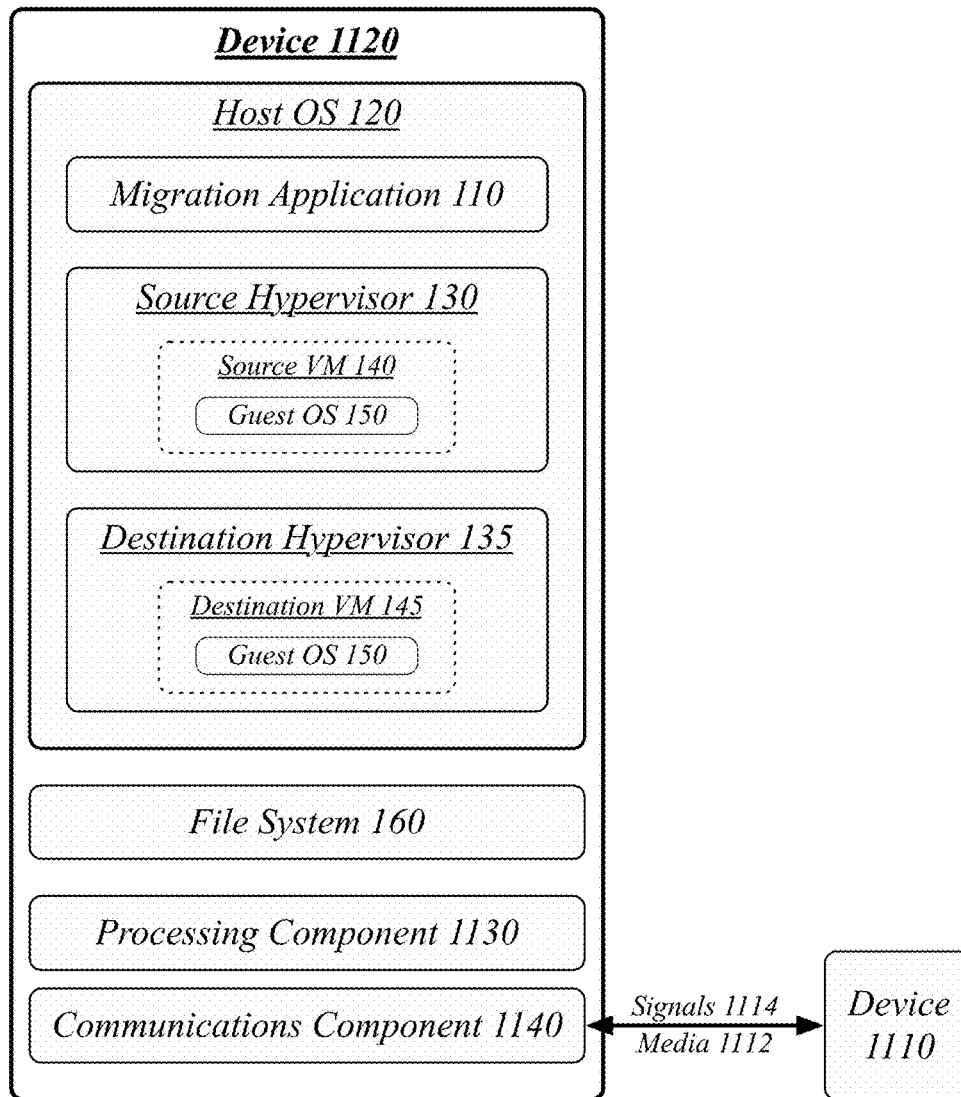 Device 1120
Host OS 120
Migration Application 110
Source Hypervisor 130
Source VM 140
Guest OS 150
Destination Hypervisor 135
Destination VM 145
Guest OS 150
File System 160
Processing Component 1130
Communications Component 1140
Signals 1114
Media 1112
Device
1110